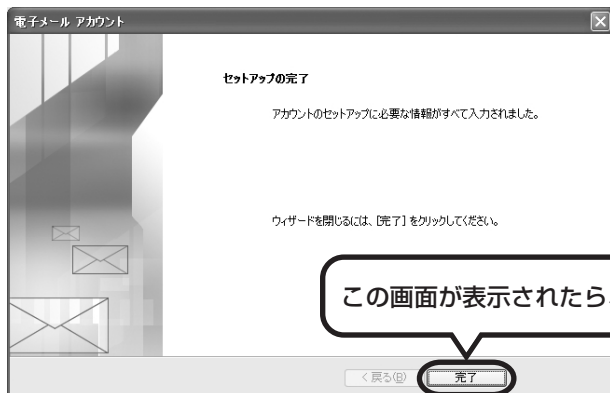 電子メール アカウント
セットアップの完了
アカウントのセットアップに必要な情報がすべて入力されました。
ウィザードを閉じるには、[完了] をクリックしてください。
この画面が表示されたら、
< 戻る(B)
完了